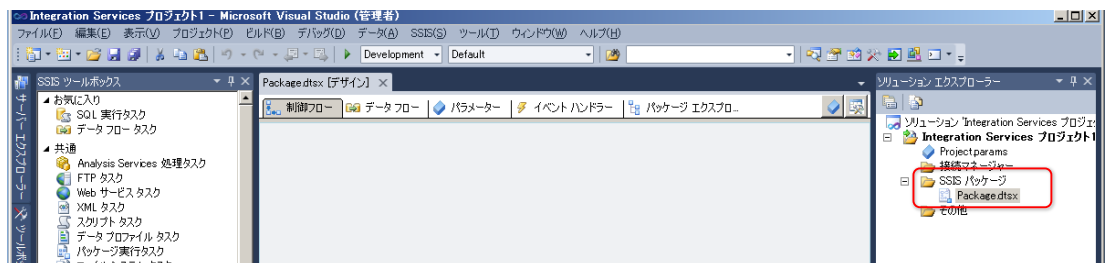 Integration Services プロジェクト1 - Microsoft Visual Studio (管理者)
ファイル(F) 編集(E) 表示(V) プロジェクト(P) ビルド(B) デバッグ(D) データ(A) SSIS(S) ツール(T) ウィンドウ(W) ヘルプ(H)
Development Default
SSIS ツールボックス
お気に入り
SQL 実行タスク
データ フロー タスク
共通
Analysis Services 処理タスク
FTP タスク
Web サービス タスク
XML タスク
スクリプト タスク
データ プロファイル タスク
パッケージ実行タスク
サーバー エクスプローラー
Package.dtsx [デザイン]
制御フロー データ フロー パラメーター イベント ハンドラー パッケージ エクスプロ...
ソリューション エクスプローラー
ソリューション 'Integration Services プロジェ
Integration Services プロジェクト1
Project.params
接続マネージャー
SSIS パッケージ
Package.dtsx
その他